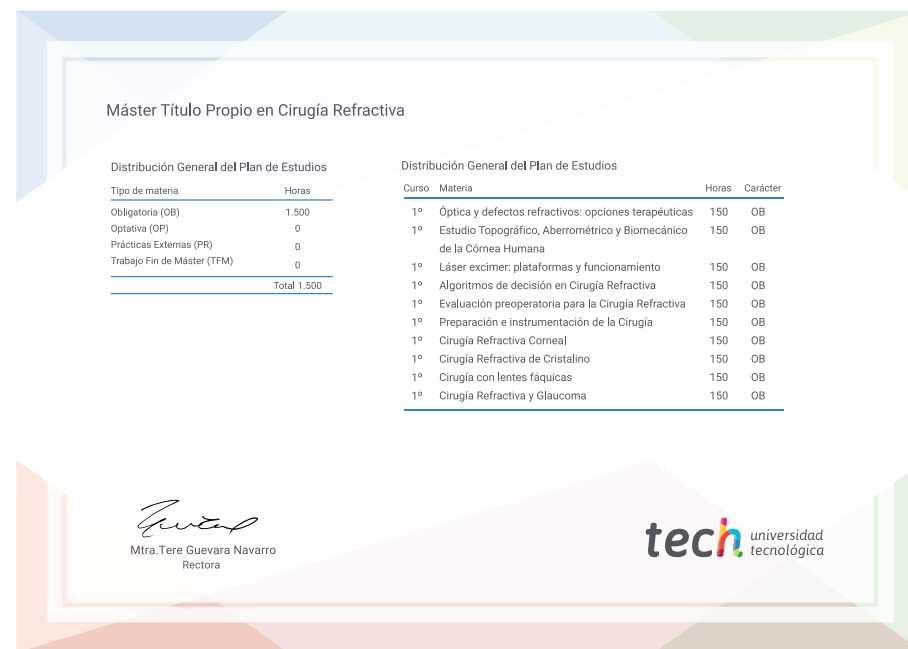 Máster Título Propio en Cirugía Refractiva
Distribución General del Plan de Estudios
Tipo de materia Horas
Obligatoria (OB) 1.500
Optativa (OP) 0
Prácticas Externas (PR) 0
Trabajo Fin de Máster (TFM) 0
Total 1.500
Distribución General del Plan de Estudios
Curso Materia Horas Carácter
1º Óptica y defectos refractivos: opciones terapéuticas 150 OB
1º Estudio Topográfico, Aberrométrico y Biomecánico 150 OB
de la Córnea Humana
1º Láser excimer: plataformas y funcionamiento 150 OB
1º Algoritmos de decisión en Cirugía Refractiva 150 OB
1º Evaluación preoperatoria para la Cirugía Refractiva 150 OB
1º Preparación e instrumentación de la Cirugía 150 OB
1º Cirugía Refractiva Corneal 150 OB
1º Cirugía Refractiva de Cristalino 150 OB
1º Cirugía con lentes fáquicas 150 OB
1º Cirugía Refractiva y Glaucoma 150 OB
Mtra.Tere Guevara Navarro
Rectora
tech universidad
tecnológica